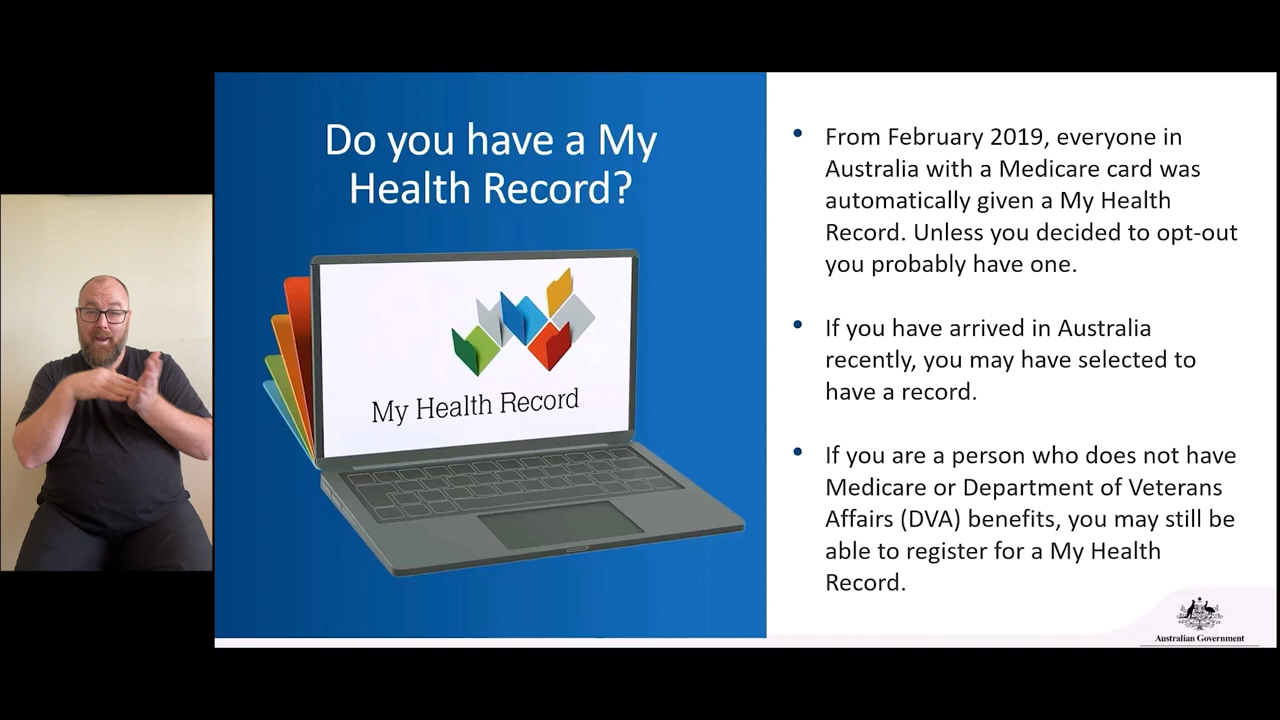 Do you have a My
Health Record?
My Health Record
• From February 2019, everyone in
Australia with a Medicare card was
automatically given a My Health
Record. Unless you decided to opt-out
you probably have one.
• If you have arrived in Australia
recently, you may have selected to
have a record.
• If you are a person who does not have
Medicare or Department of Veterans
Affairs (DVA) benefits, you may still be
able to register for a My Health
Record.
Australian Government